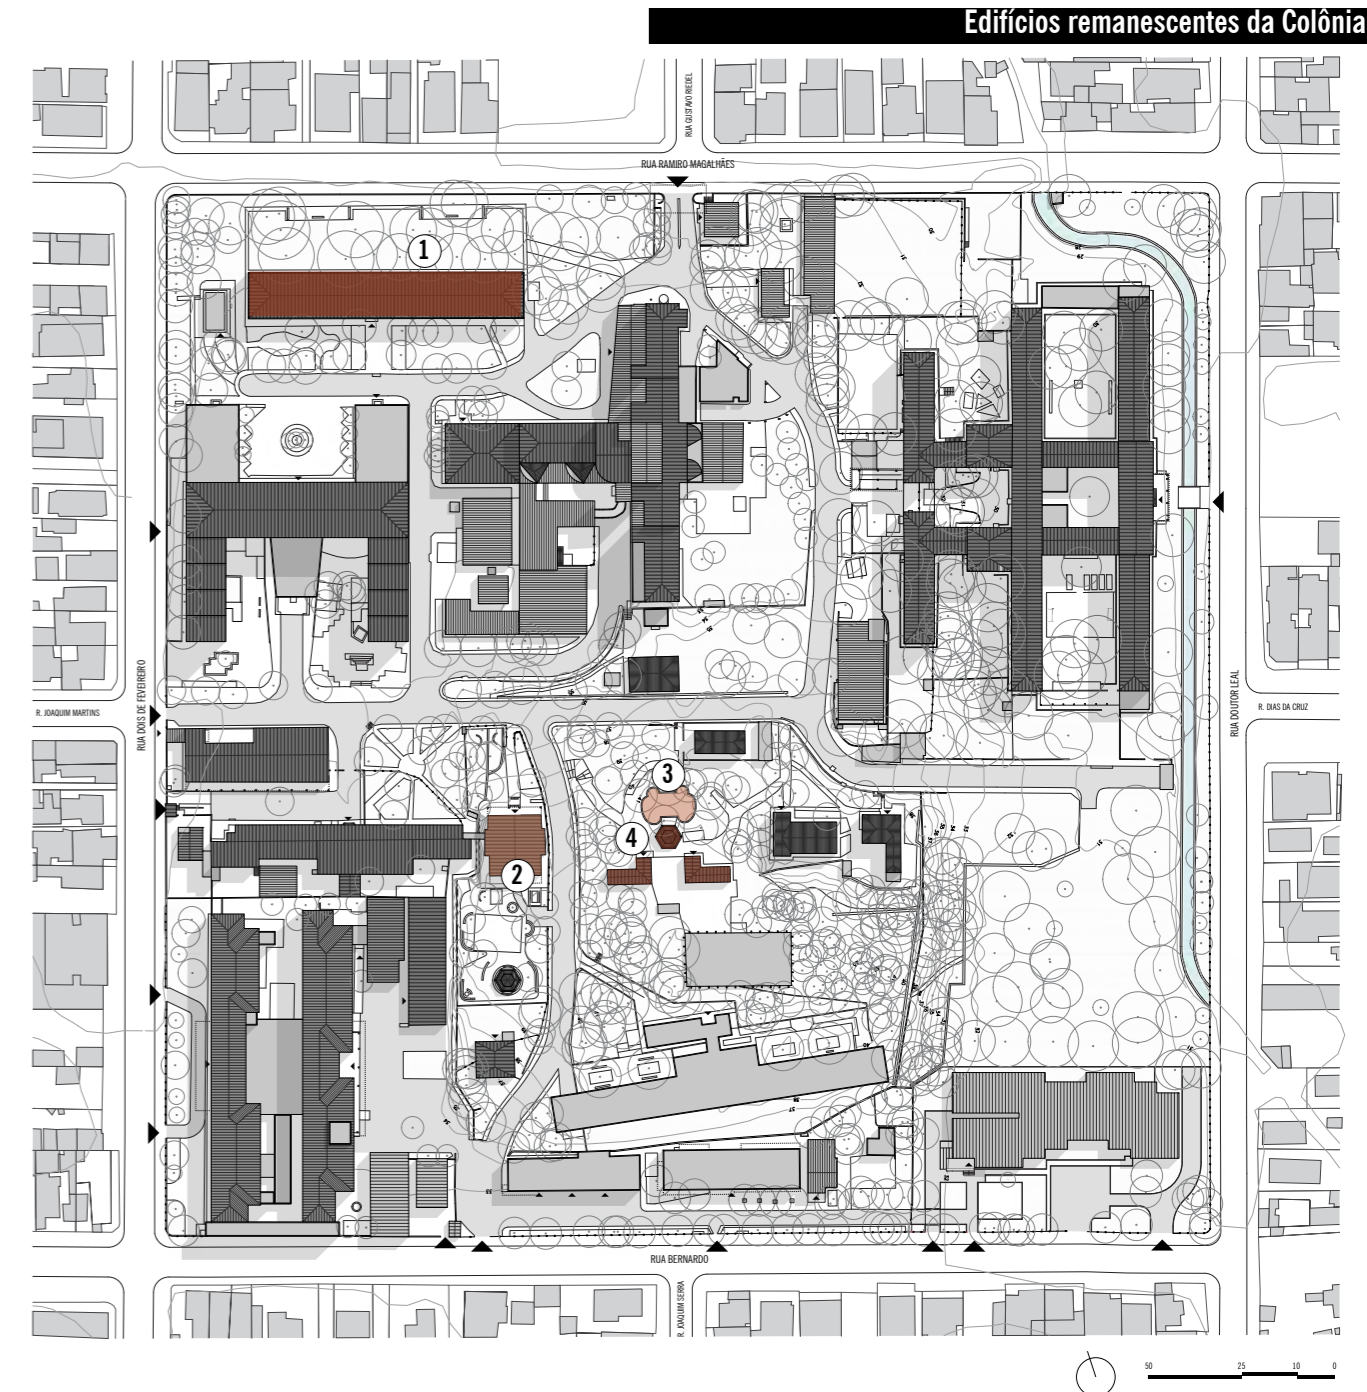 Edifícios remanescentes da Colônia
RUA GUSTAVO RIEDEL
RUA RAMIRO MAGALHÃES
1
RUA DOIS DE FEVEREIRO
R. JOAQUIM MARTINS
RUA DOUTOR LEAL
R. DIAS DA CRUZ
3
4
2
RUA BERNARDO
R. JOAQUIM SERRA
50 25 10 0